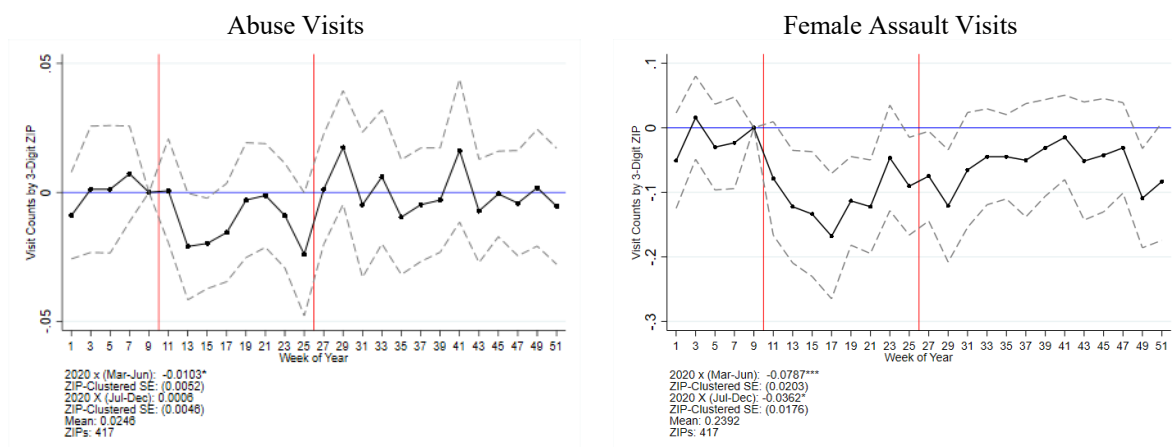 Abuse Visits
Visit Counts by 3-Digit ZIP
.05
0
-.05
1 3 5 7 9 11 13 15 17 19 21 23 25 27 29 31 33 35 37 39 41 43 45 47 49 51
Week of Year
2020 x (Mar-Jun): -0.0103*
ZIP-Clustered SE: (0.0052)
2020 X (Jul-Dec): 0.0006
ZIP-Clustered SE: (0.0046)
Mean: 0.0246
ZIPs: 417
Female Assault Visits
Visit Counts by 3-Digit ZIP
.1
0
-.1
-.2
-.3
1 3 5 7 9 11 13 15 17 19 21 23 25 27 29 31 33 35 37 39 41 43 45 47 49 51
Week of Year
2020 x (Mar-Jun): -0.0787***
ZIP-Clustered SE: (0.0203)
2020 X (Jul-Dec): -0.0362*
ZIP-Clustered SE: (0.0176)
Mean: 0.2392
ZIPs: 417